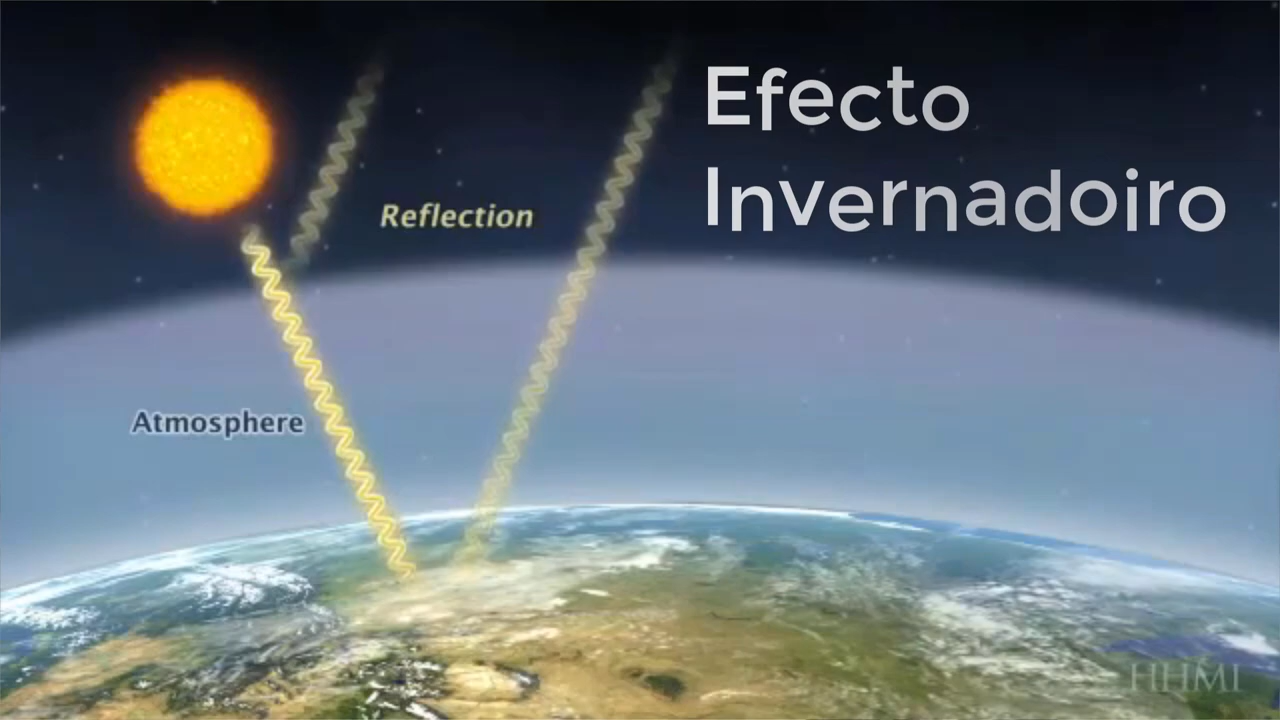 Efecto
Invernadoiro
Reflection
Atmosphere
HHMI